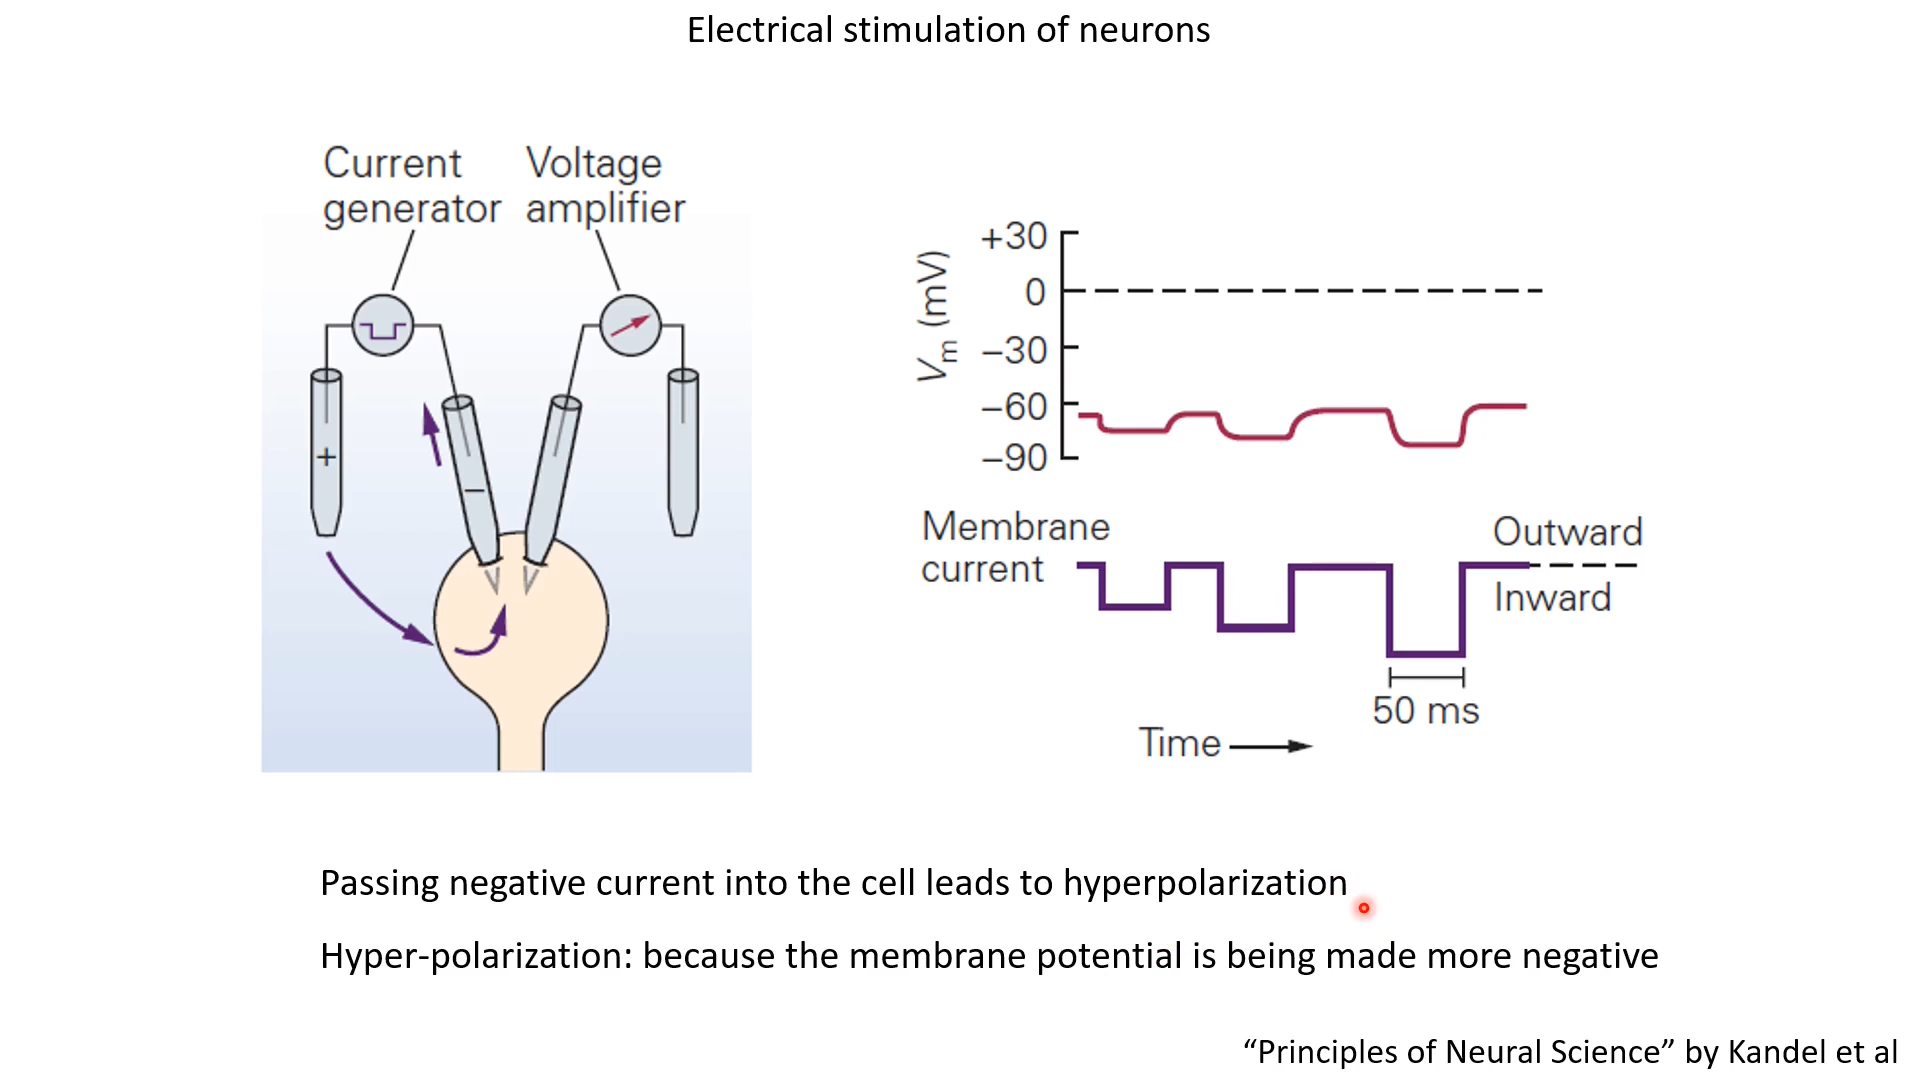 Electrical stimulation of neurons
Current
generator
Voltage
amplifier
+
−
Vm (mV)
+30
0
−30
−60
−90
Membrane
current
Outward
Inward
50 ms
Time
Passing negative current into the cell leads to hyperpolarization
Hyper-polarization: because the membrane potential is being made more negative
“Principles of Neural Science” by Kandel et al